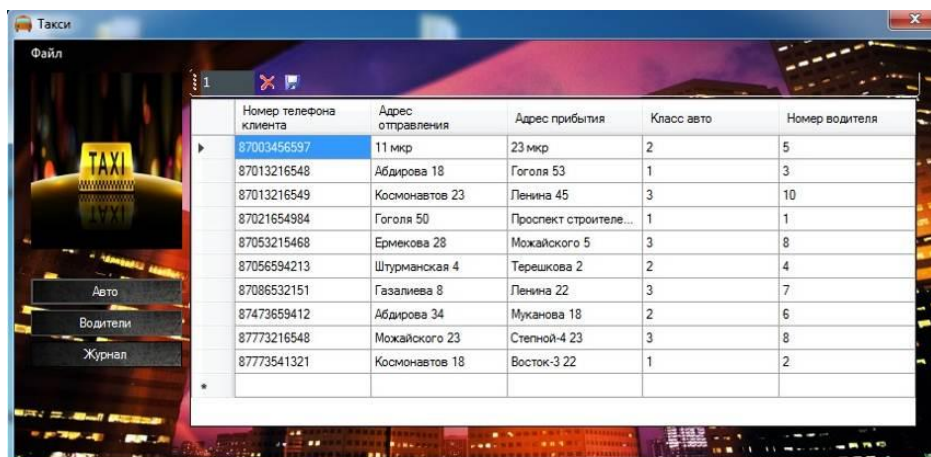 Такси
Файл
1
Номер телефона клиента Адрес отправления Адрес прибытия Класс авто Номер водителя
87003456597 11 мкр 23 мкр 2 5
87013216548 Абдирова 18 Гоголя 53 1 3
87013216549 Космонавтов 23 Ленина 45 3 10
87021654984 Гоголя 50 Проспект строителе... 1 1
87053215468 Ермекова 28 Можайского 5 3 8
87056594213 Штурманская 4 Терешкова 2 2 4
87086532151 Газалиева 8 Ленина 22 3 7
87473659412 Абдирова 34 Муканова 18 2 6
87773216548 Можайского 23 Степной-4 23 3 8
87773541321 Космонавтов 18 Восток-3 22 1 2
TAXI
Авто
Водители
Журнал